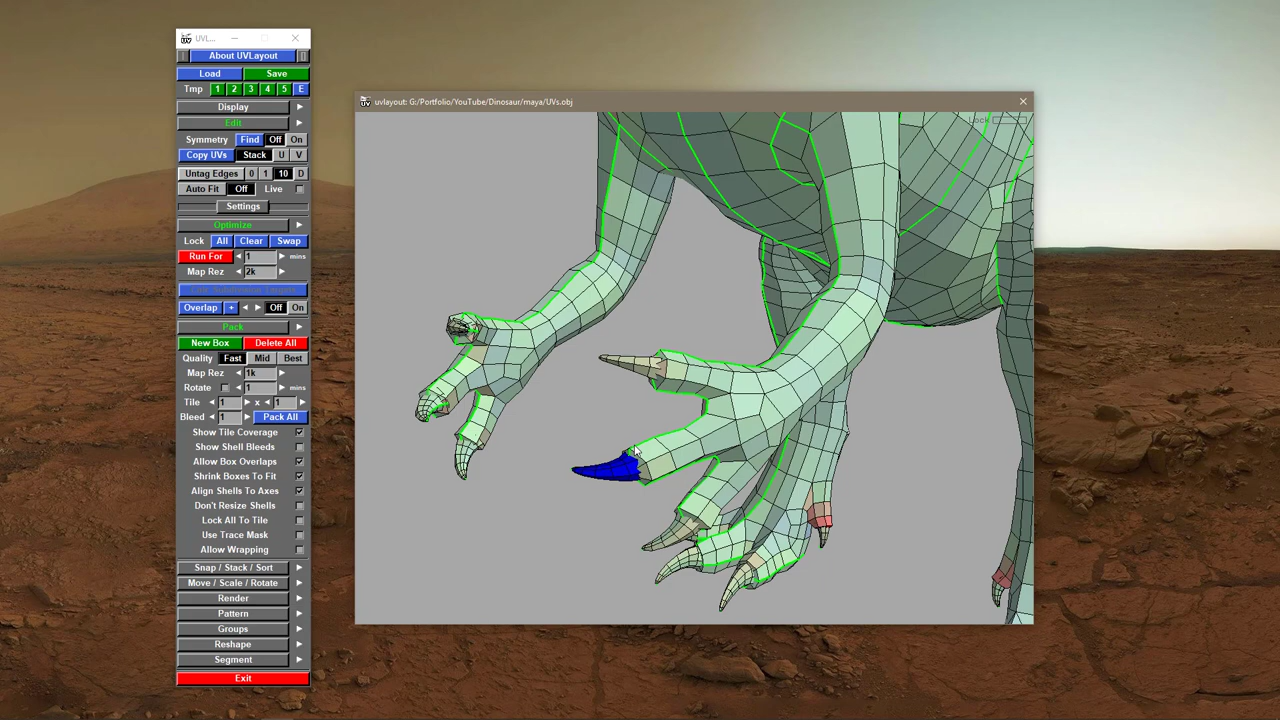 UVL...
About UVLayout
Load Save
Tmp 1 2 3 4 5 E
Display
Edit
Symmetry Find Off On
Copy UVs Stack U V
Untag Edges 0 1 10 D
Auto Fit Off Live
Settings
Optimize
Lock All Clear Swap
Run For 1 mins
Map Rez 2k
Edit Subdivision Targets
Overlap + Off On
Pack
New Box Delete All
Quality Fast Mid Best
Map Rez 1k
Rotate 1 mins
Tile 1 x 1
Bleed 1 Pack All
Show Tile Coverage
Show Shell Bleeds
Allow Box Overlaps
Shrink Boxes To Fit
Align Shells To Axes
Don't Resize Shells
Lock All To Tile
Use Trace Mask
Allow Wrapping
Snap / Stack / Sort
Move / Scale / Rotate
Render
Pattern
Groups
Reshape
Segment
Exit
uvlayout: G:/Portfolio/YouTube/Dinosaur/maya/UVs.obj
Lock